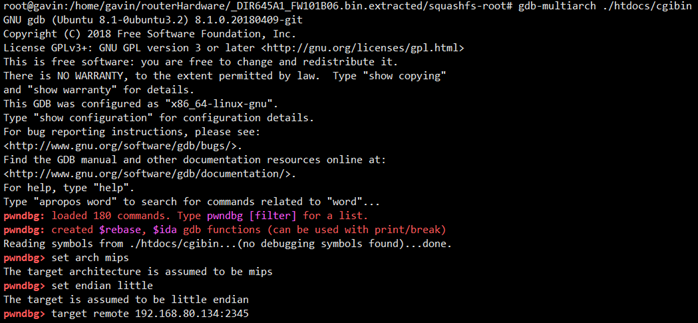 root@gavin:/home/gavin/routerHardware/_DIR645A1_FW101B06.bin.extracted/squashfs-root# gdb-multiarch ./htdocs/cgibin
GNU gdb (Ubuntu 8.1-0ubuntu3.2) 8.1.0.20180409-git
Copyright (C) 2018 Free Software Foundation, Inc.
License GPLv3+: GNU GPL version 3 or later <http://gnu.org/licenses/gpl.html>
This is free software: you are free to change and redistribute it.
There is NO WARRANTY, to the extent permitted by law.  Type "show copying"
and "show warranty" for details.
This GDB was configured as "x86_64-linux-gnu".
Type "show configuration" for configuration details.
For bug reporting instructions, please see:
<http://www.gnu.org/software/gdb/bugs/>.
Find the GDB manual and other documentation resources online at:
<http://www.gnu.org/software/gdb/documentation/>.
For help, type "help".
Type "apropos word" to search for commands related to "word"...
pwndbg: loaded 180 commands. Type pwndbg [filter] for a list.
pwndbg: created $rebase, $ida gdb functions (can be used with print/break)
Reading symbols from ./htdocs/cgibin...(no debugging symbols found)...done.
pwndbg> set arch mips
The target architecture is assumed to be mips
pwndbg> set endian little
The target is assumed to be little endian
pwndbg> target remote 192.168.80.134:2345